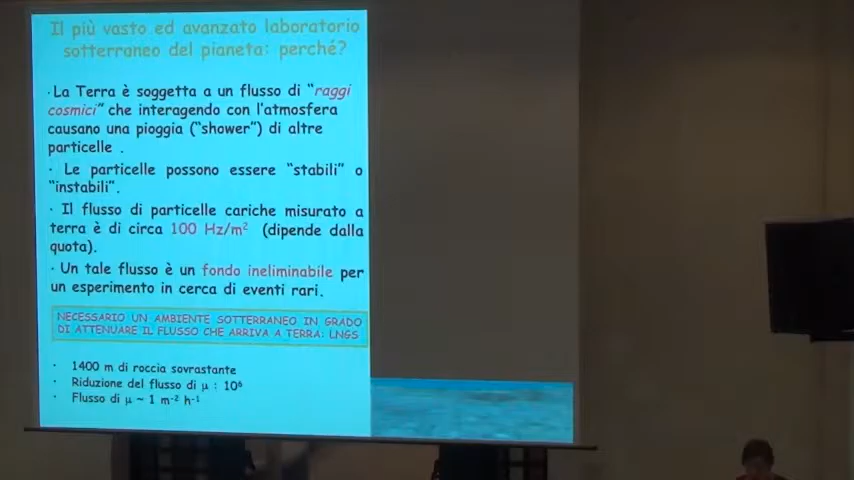 Il più vasto ed avanzato laboratorio
sotterraneo del pianeta: perché?
· La Terra è soggetta a un flusso di “raggi
cosmici” che interagendo con l’atmosfera
causano una pioggia (“shower”) di altre
particelle .
· Le particelle possono essere “stabili” o
“instabili”.
· Il flusso di particelle cariche misurato a
terra è di circa 100 Hz/m² (dipende dalla
quota).
· Un tale flusso è un fondo ineliminabile per
un esperimento in cerca di eventi rari.
NECESSARIO UN AMBIENTE SOTTERRANEO IN GRADO
DI ATTENUARE IL FLUSSO CHE ARRIVA A TERRA: LNGS
· 1400 m di roccia sovrastante
· Riduzione del flusso di μ : 10⁶
· Flusso di μ ~ 1 m⁻² h⁻¹